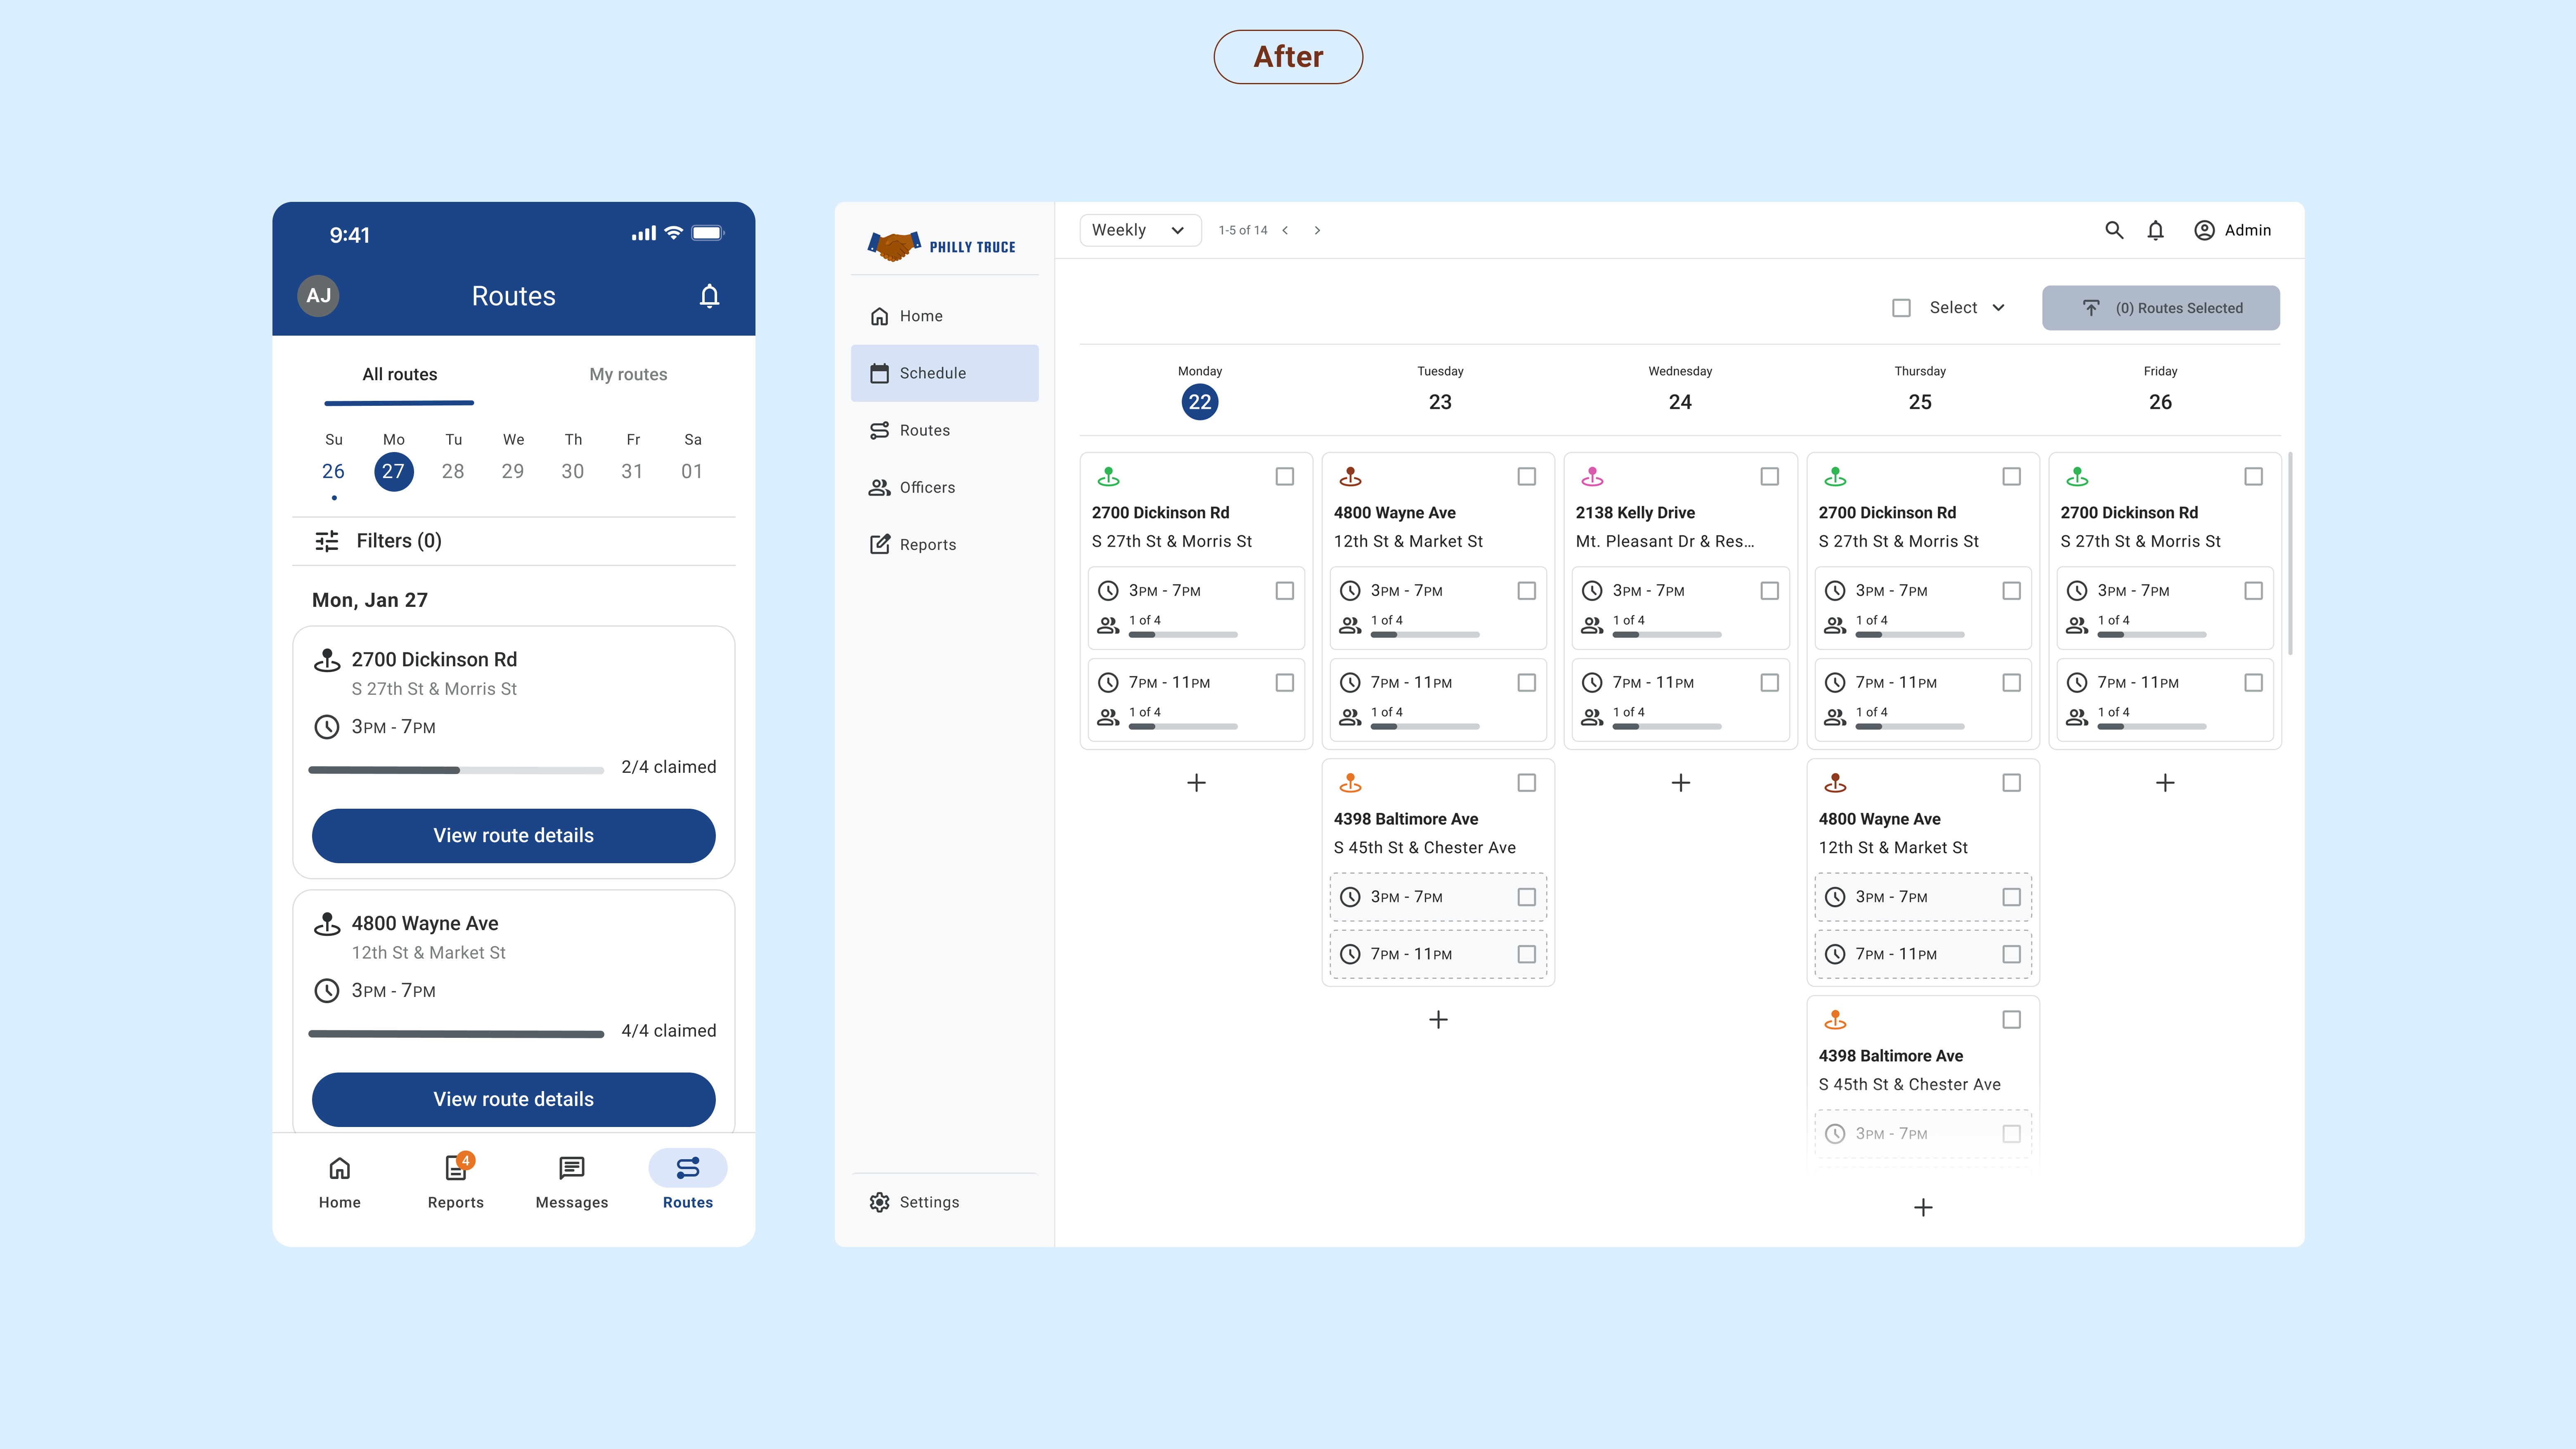 After
9:41
AJ
Routes
All routes
My routes
Su Mo Tu We Th Fr Sa
26 27 28 29 30 31 01
Filters (0)
Mon, Jan 27
2700 Dickinson Rd
S 27th St & Morris St
3PM - 7PM
2/4 claimed
View route details
4800 Wayne Ave
12th St & Market St
3PM - 7PM
4/4 claimed
View route details
4
Home Reports Messages Routes
PHILLY TRUCE
Home
Schedule
Routes
Officers
Reports
Settings
Weekly
1-5 of 14
Admin
Select
(0) Routes Selected
Monday
22
2700 Dickinson Rd
S 27th St & Morris St
3PM - 7PM
1 of 4
7PM - 11PM
1 of 4
+
Tuesday
23
4800 Wayne Ave
12th St & Market St
3PM - 7PM
1 of 4
7PM - 11PM
1 of 4
4398 Baltimore Ave
S 45th St & Chester Ave
3PM - 7PM
7PM - 11PM
+
Wednesday
24
2138 Kelly Drive
Mt. Pleasant Dr & Res...
3PM - 7PM
1 of 4
7PM - 11PM
1 of 4
+
Thursday
25
2700 Dickinson Rd
S 27th St & Morris St
3PM - 7PM
1 of 4
7PM - 11PM
1 of 4
4800 Wayne Ave
12th St & Market St
3PM - 7PM
7PM - 11PM
4398 Baltimore Ave
S 45th St & Chester Ave
3PM - 7PM
+
Friday
26
2700 Dickinson Rd
S 27th St & Morris St
3PM - 7PM
1 of 4
7PM - 11PM
1 of 4
+